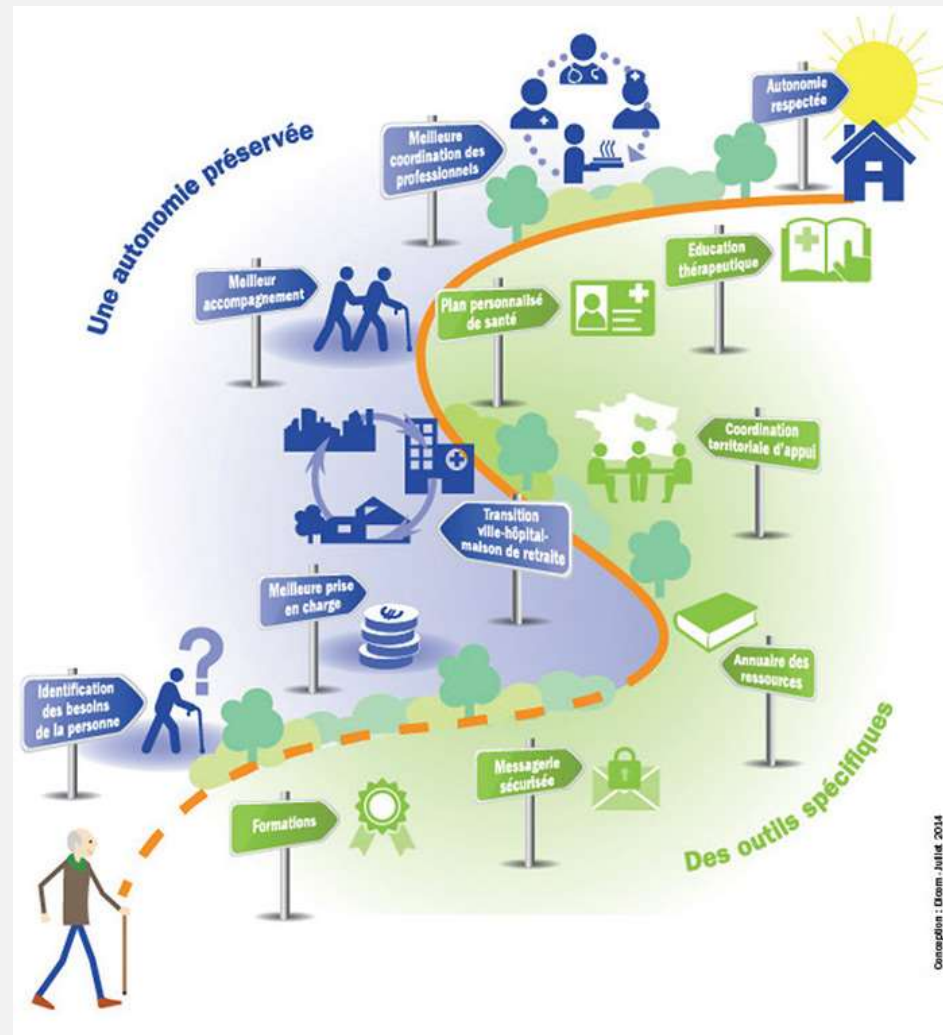 Autonomie
respectée
Meilleure
coordination des
professionnels
Une autonomie préservée
Education
thérapeutique
Meilleur
accompagnement
Plan personnalisé
de santé
Coordination
territoriale d'appui
Transition
ville-hôpital-
maison de retraite
Meilleure prise
en charge
Annuaire des
ressources
Identification
des besoins
de la personne
Messagerie
sécurisée
Formations
Des outils spécifiques
Conception : Dicom - Juillet 2014